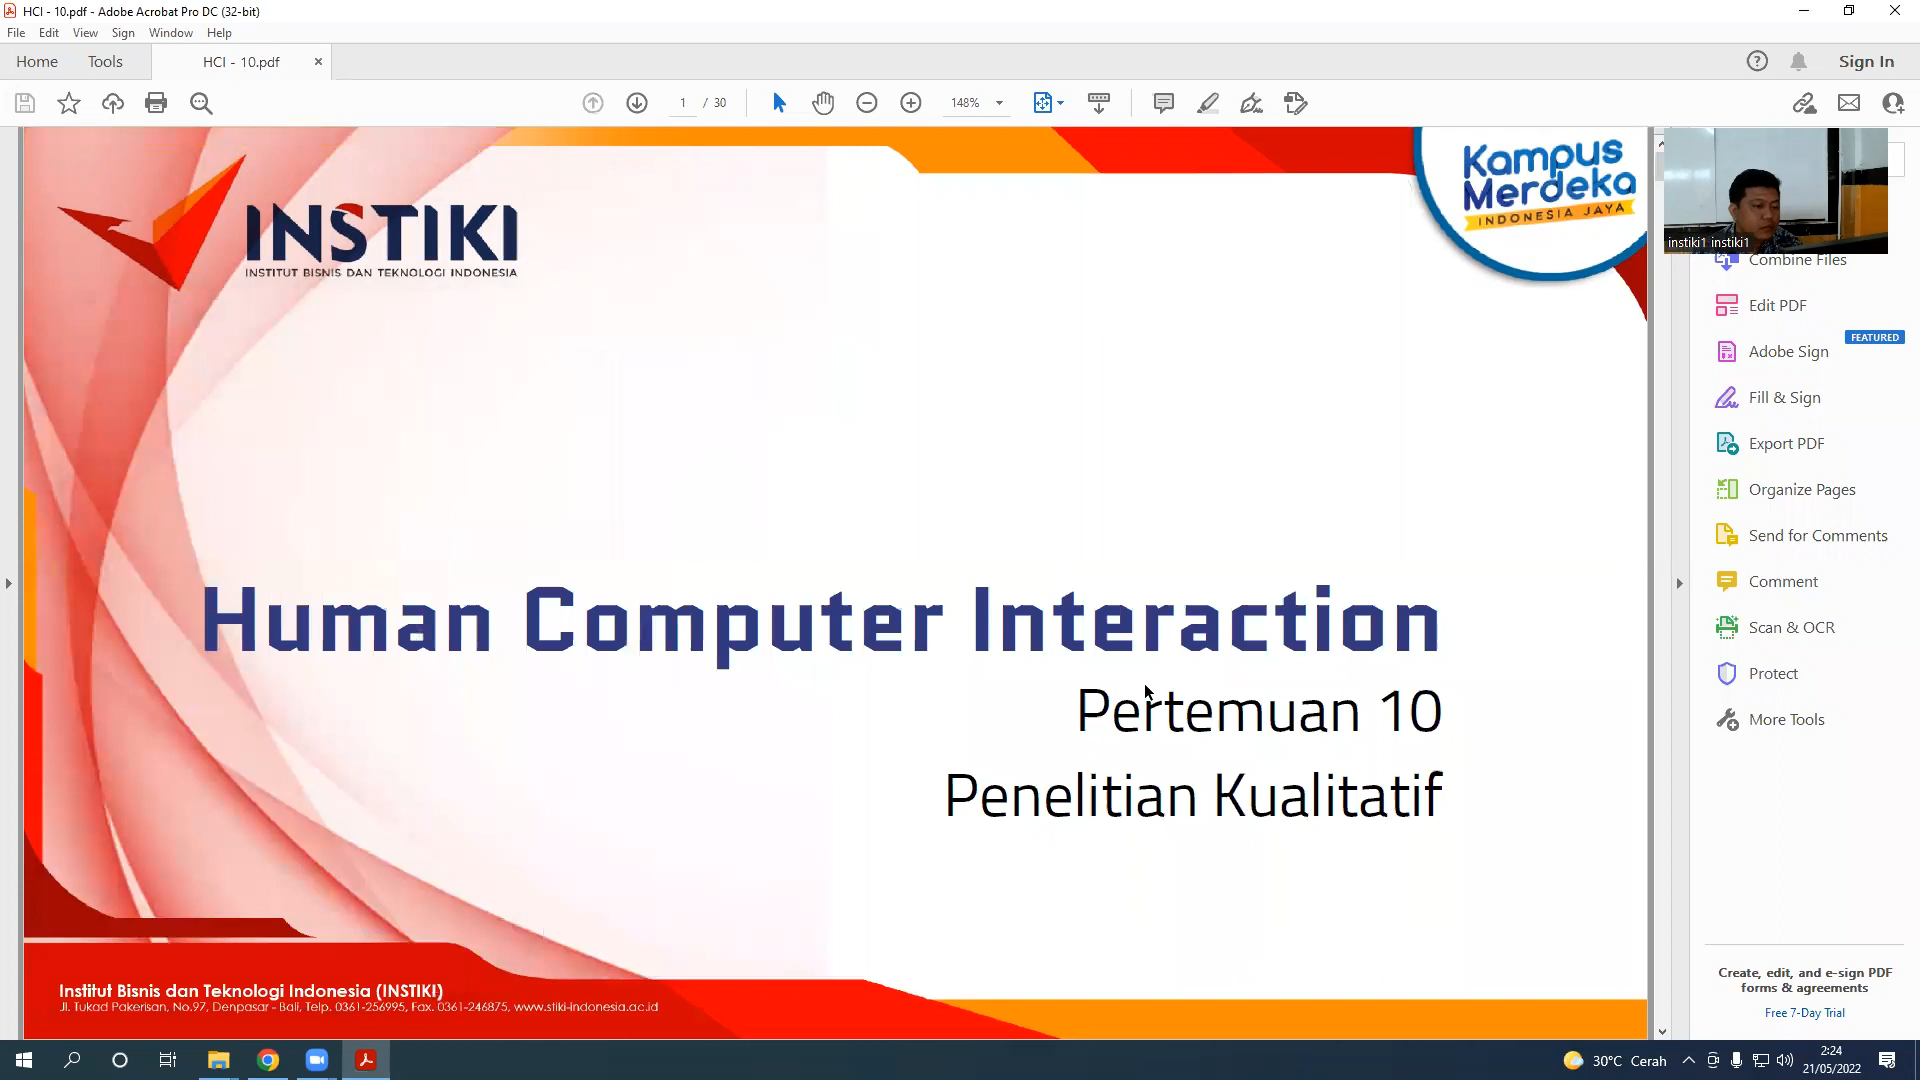 HCI - 10.pdf - Adobe Acrobat Pro DC (32-bit)
File Edit View Sign Window Help
Home Tools HCI - 10.pdf × Sign In
1 / 30 148%
INSTIKI
INSTITUT BISNIS DAN TEKNOLOGI INDONESIA
Kampus
Merdeka
INDONESIA JAYA
instiki1 instiki1
Combine Files
Edit PDF
FEATURED
Adobe Sign
Fill & Sign
Export PDF
Organize Pages
Send for Comments
Comment
Scan & OCR
Protect
More Tools
Human Computer Interaction
Pertemuan 10
Penelitian Kualitatif
Institut Bisnis dan Teknologi Indonesia (INSTIKI)
Jl. Tukad Pakerisan, No.97, Denpasar - Bali, Telp. 0361-256995, Fax. 0361-246875, www.stiki-indonesia.ac.id
Create, edit, and e-sign PDF
forms & agreements
Free 7-Day Trial
30°C Cerah
2:24
21/05/2022